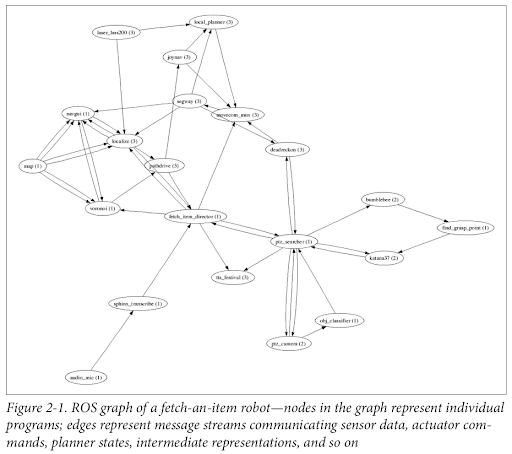 local_planner (3)
laser_lms200 (3)
joynav (3)
segway (3)
navgui (1)
movecom_mux (3)
localize (3)
deadreckon (3)
map (1)
pathdrive (3)
bumblebee (2)
voronoi (1)
fetch_item_director (1)
find_grasp_point (1)
ptz_searcher (1)
katana37 (2)
tts_festival (3)
sphinx_transcribe (1)
obj_classifier (1)
ptz_camera (2)
audio_mic (1)
Figure 2-1. ROS graph of a fetch-an-item robot—nodes in the graph represent individual
programs; edges represent message streams communicating sensor data, actuator com-
mands, planner states, intermediate representations, and so on